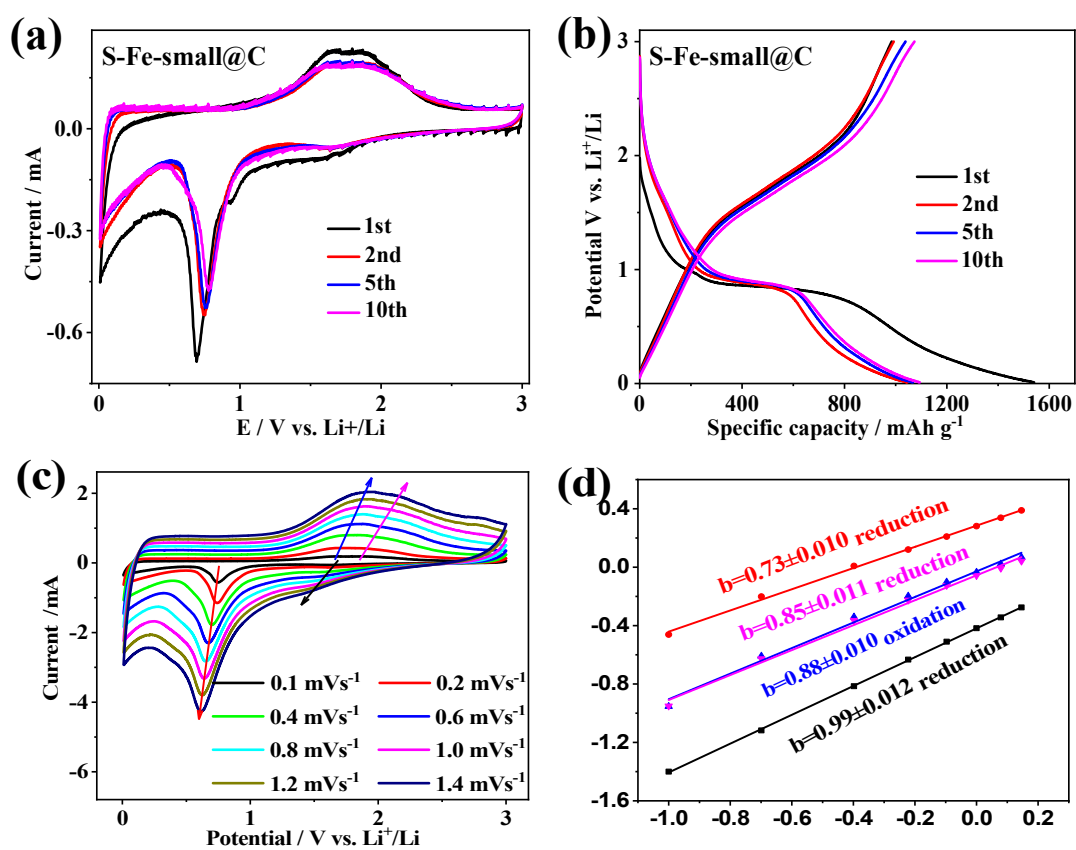 (a)
S-Fe-small@C
0.0
-0.3
-0.6
Current / mA
1st
2nd
5th
10th
0 1 2 3
E / V vs. Li+/Li
(b)
S-Fe-small@C
3
2
1
0
Potential V vs. Li⁺/Li
1st
2nd
5th
10th
0 400 800 1200 1600
Specific capacity / mAh g⁻¹
(c)
2
0
-2
-4
-6
Current /mA
0.1 mVs⁻¹ 0.2 mVs⁻¹
0.4 mVs⁻¹ 0.6 mVs⁻¹
0.8 mVs⁻¹ 1.0 mVs⁻¹
1.2 mVs⁻¹ 1.4 mVs⁻¹
0 1 2 3
Potential / V vs. Li⁺/Li
(d)
0.4
0.0
-0.4
-0.8
-1.2
-1.6
b=0.73±0.010 reduction
b=0.85±0.011 reduction
b=0.88±0.010 oxidation
b=0.99±0.012 reduction
-1.0 -0.8 -0.6 -0.4 -0.2 0.0 0.2